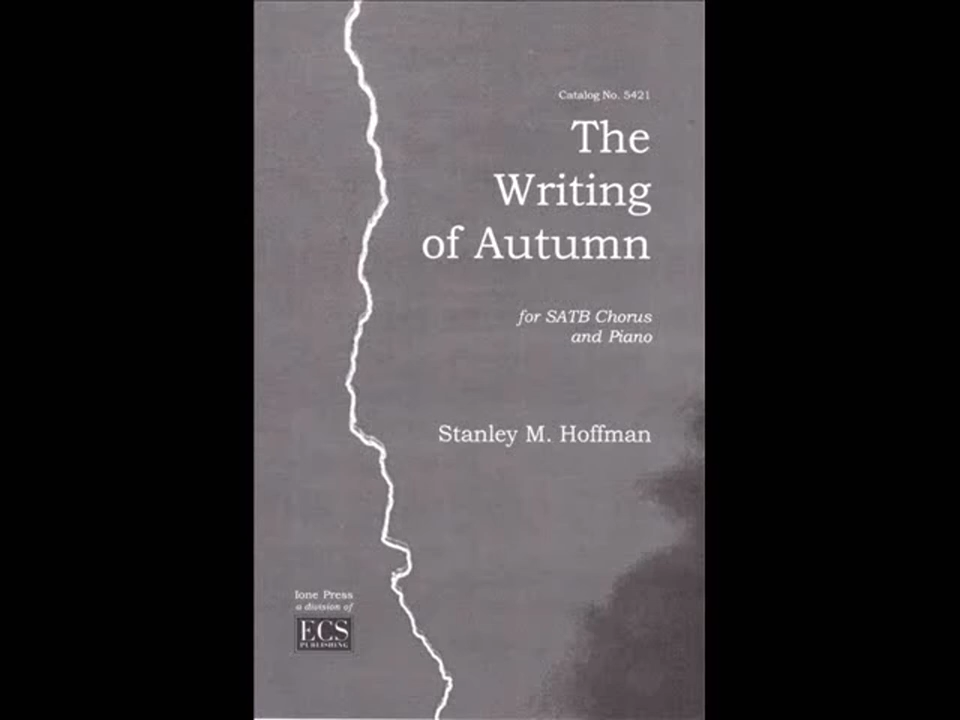 Catalog No. 5421
The
Writing
of Autumn
for SATB Chorus
and Piano
Stanley M. Hoffman
Ione Press
a division of
ECS
PUBLISHING